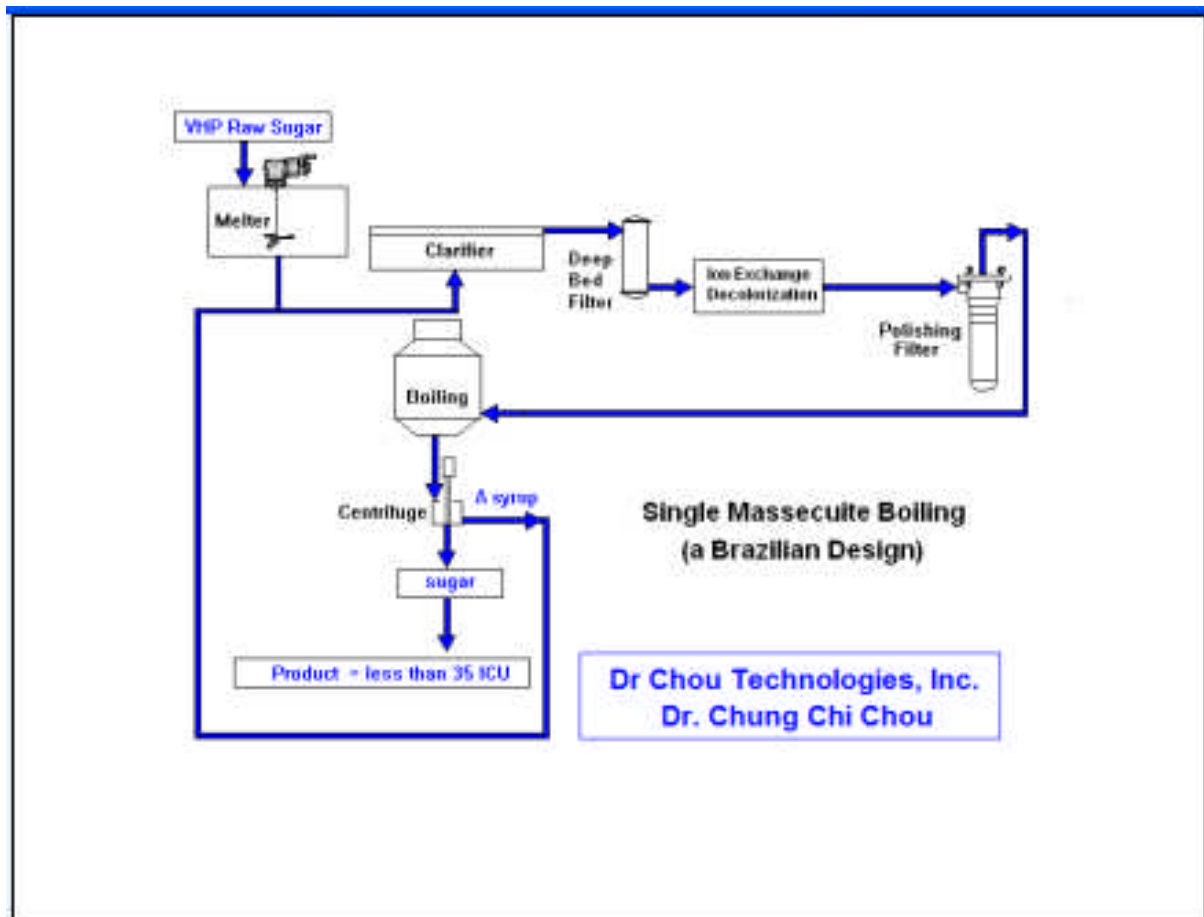 VHP Raw Sugar
Melter
Clarifier
Deep
Bed
Filter
Ion Exchange
Decolorization
Polishing
Filter
Boiling
Centrifuge
A syrup
sugar
Product - less than 35 ICU
Single Massecuite Boiling
(a Brazilian Design)
Dr Chou Technologies, Inc.
Dr. Chung Chi Chou